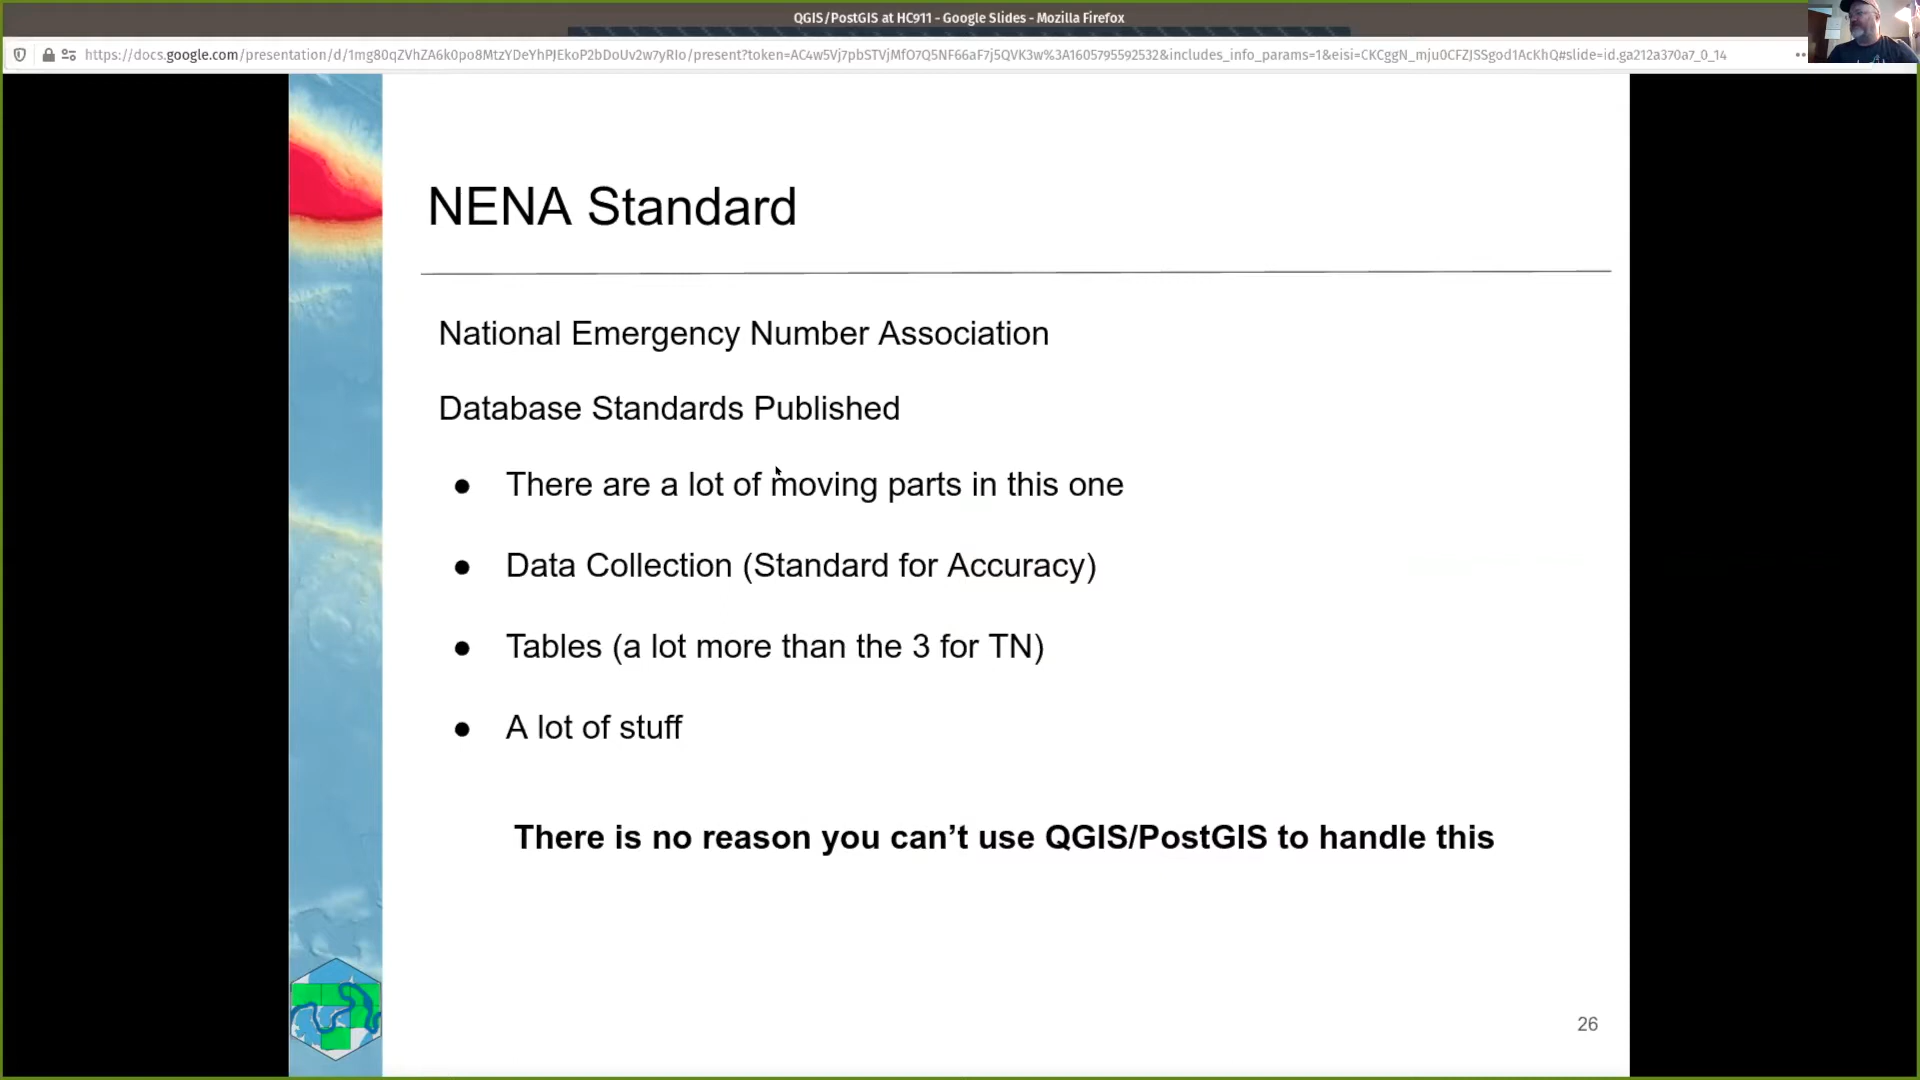 QGIS/PostGIS at HC911 - Google Slides - Mozilla Firefox
https://docs.google.com/presentation/d/1mg80qZVhZA6k0po8MtzYDeYhPJEkoP2bDoUv2w7yRIo/present?token=AC4w5Vj7pbSTVjMfO7Q5NF66aF7j5QVK3w%3A1605795592532&includes_info_params=1&eisi=CKCggN_mju0CFZJSSgod1AcKhQ#slide=id.ga212a370a7_0_14
NENA Standard
National Emergency Number Association
Database Standards Published
● There are a lot of moving parts in this one
● Data Collection (Standard for Accuracy)
● Tables (a lot more than the 3 for TN)
● A lot of stuff
There is no reason you can’t use QGIS/PostGIS to handle this
26